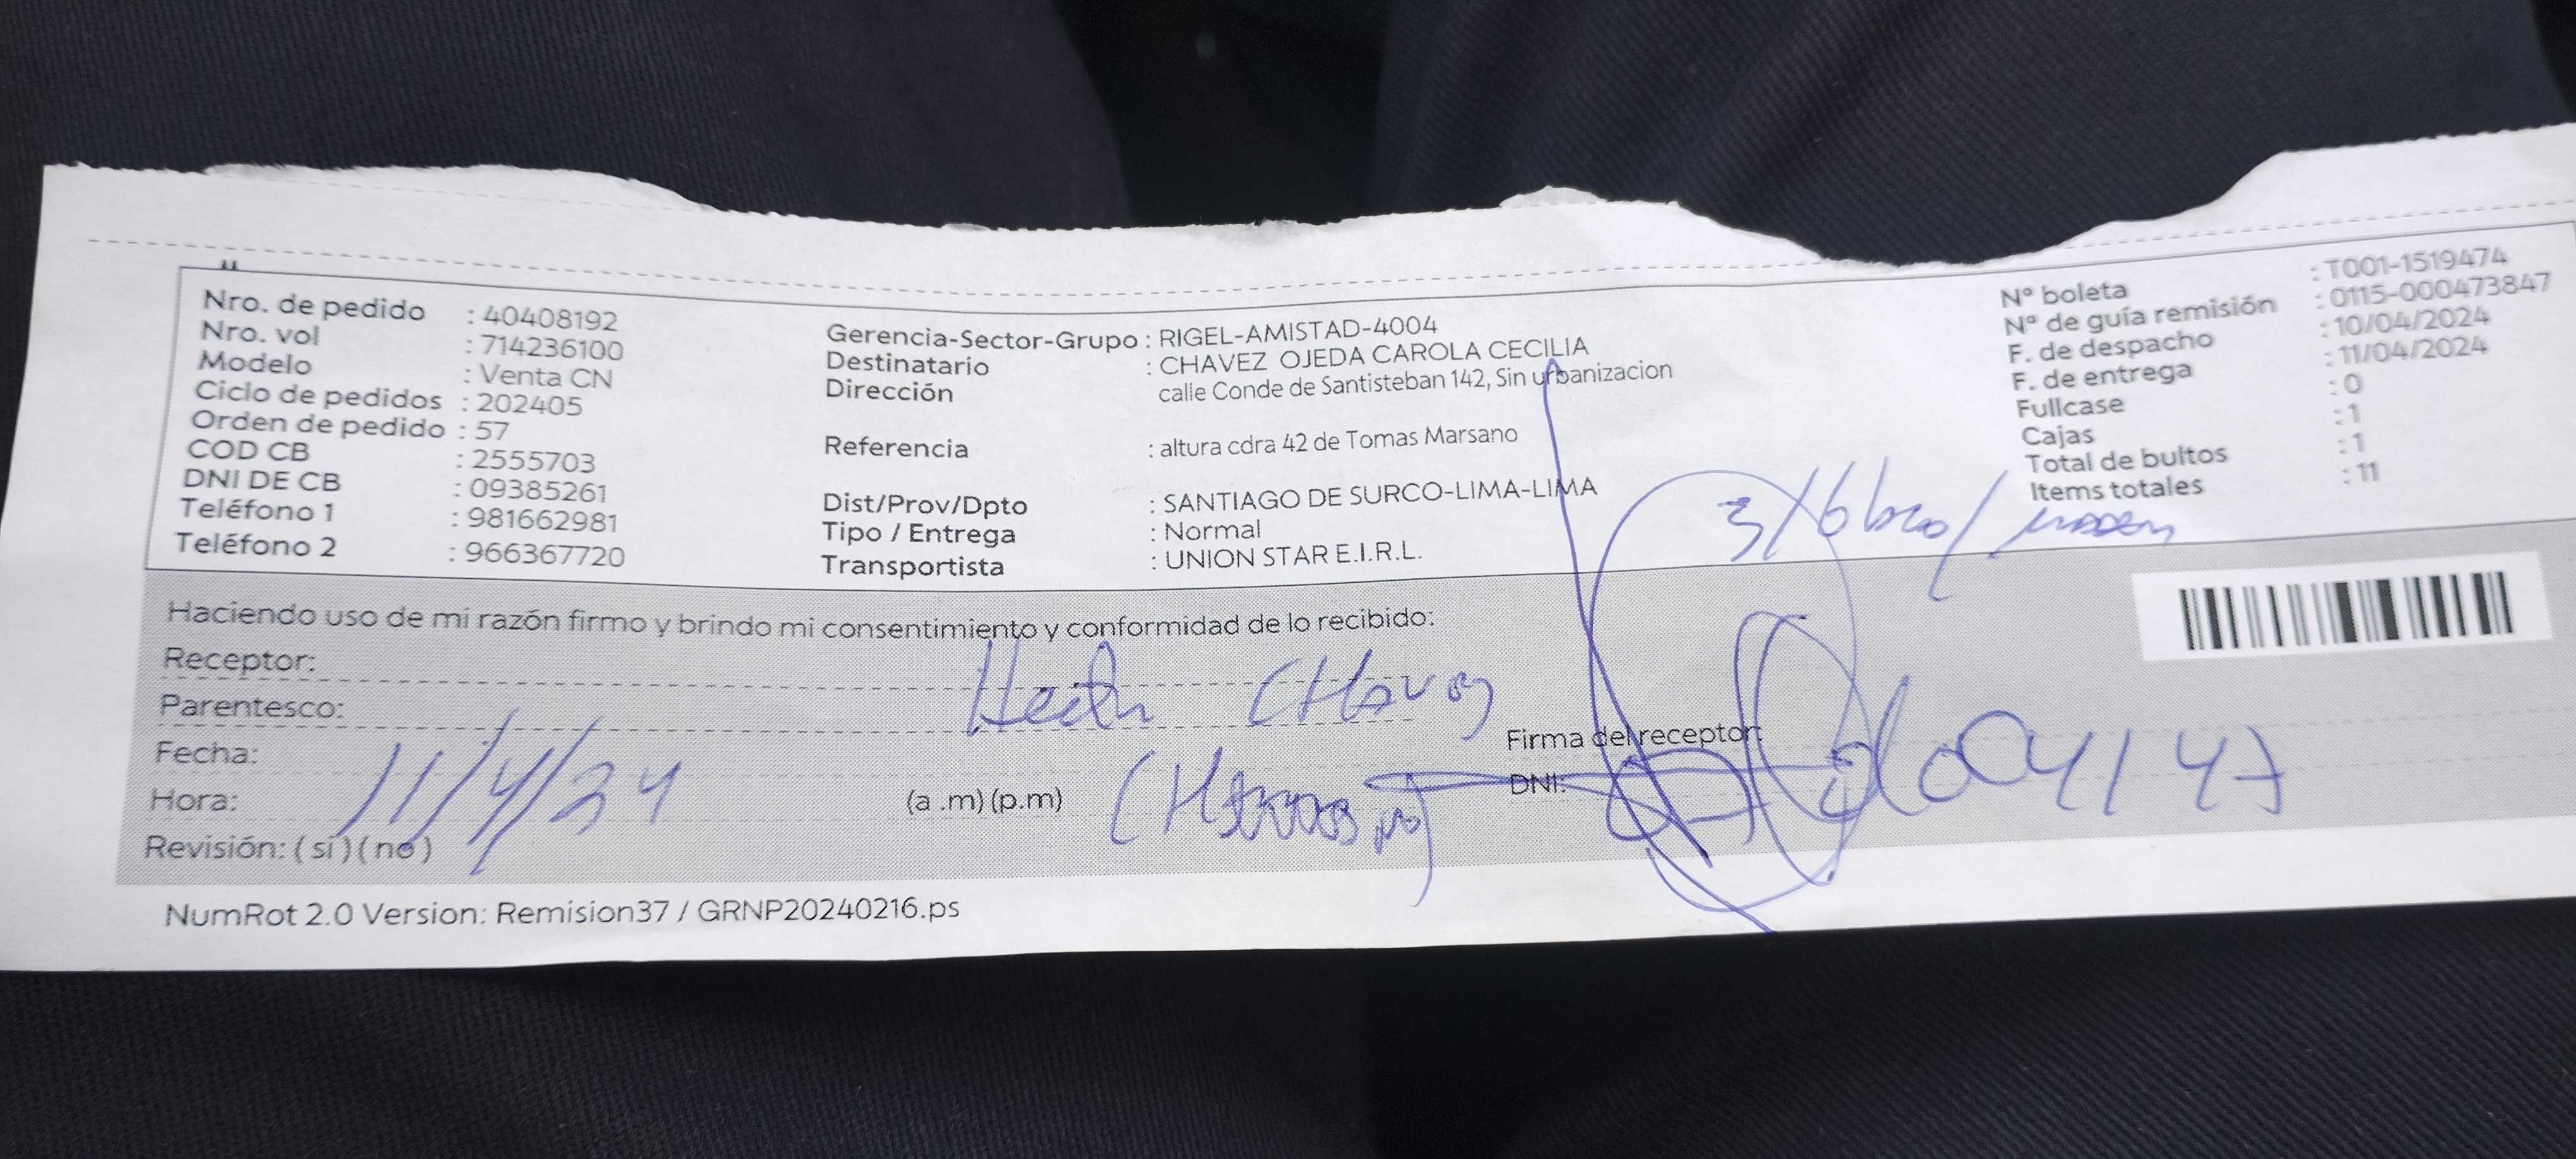 Nro. de pedido : 40408192
Nro. vol : 714236100
Modelo : Venta CN
Ciclo de pedidos : 202405
Orden de pedido : 57
COD CB : 2555703
DNI DE CB : 09385261
Teléfono 1 : 981662981
Teléfono 2 : 966367720
Gerencia-Sector-Grupo : RIGEL-AMISTAD-4004
Destinatario : CHAVEZ OJEDA CAROLA CECILIA
Dirección calle Conde de Santisteban 142, Sin urbanizacion
Referencia : altura cdra 42 de Tomas Marsano
Dist/Prov/Dpto : SANTIAGO DE SURCO-LIMA-LIMA
Tipo / Entrega : Normal
Transportista : UNION STAR E.I.R.L.
N° boleta : T001-1519474
N° de guía remisión : 0115-000473847
F. de despacho : 10/04/2024
F. de entrega : 11/04/2024
Fullcase : 0
Cajas : 1
Total de bultos : 1
Items totales : 11
3/6
Haciendo uso de mi razón firmo y brindo mi consentimiento y conformidad de lo recibido:
Receptor:
Parentesco: CHavez
Fecha: 11/4/24
Firma del receptor:
Hora: (a .m) (p.m)
DNI:
Revisión: ( si ) ( no )
NumRot 2.0 Version: Remision37 / GRNP20240216.ps